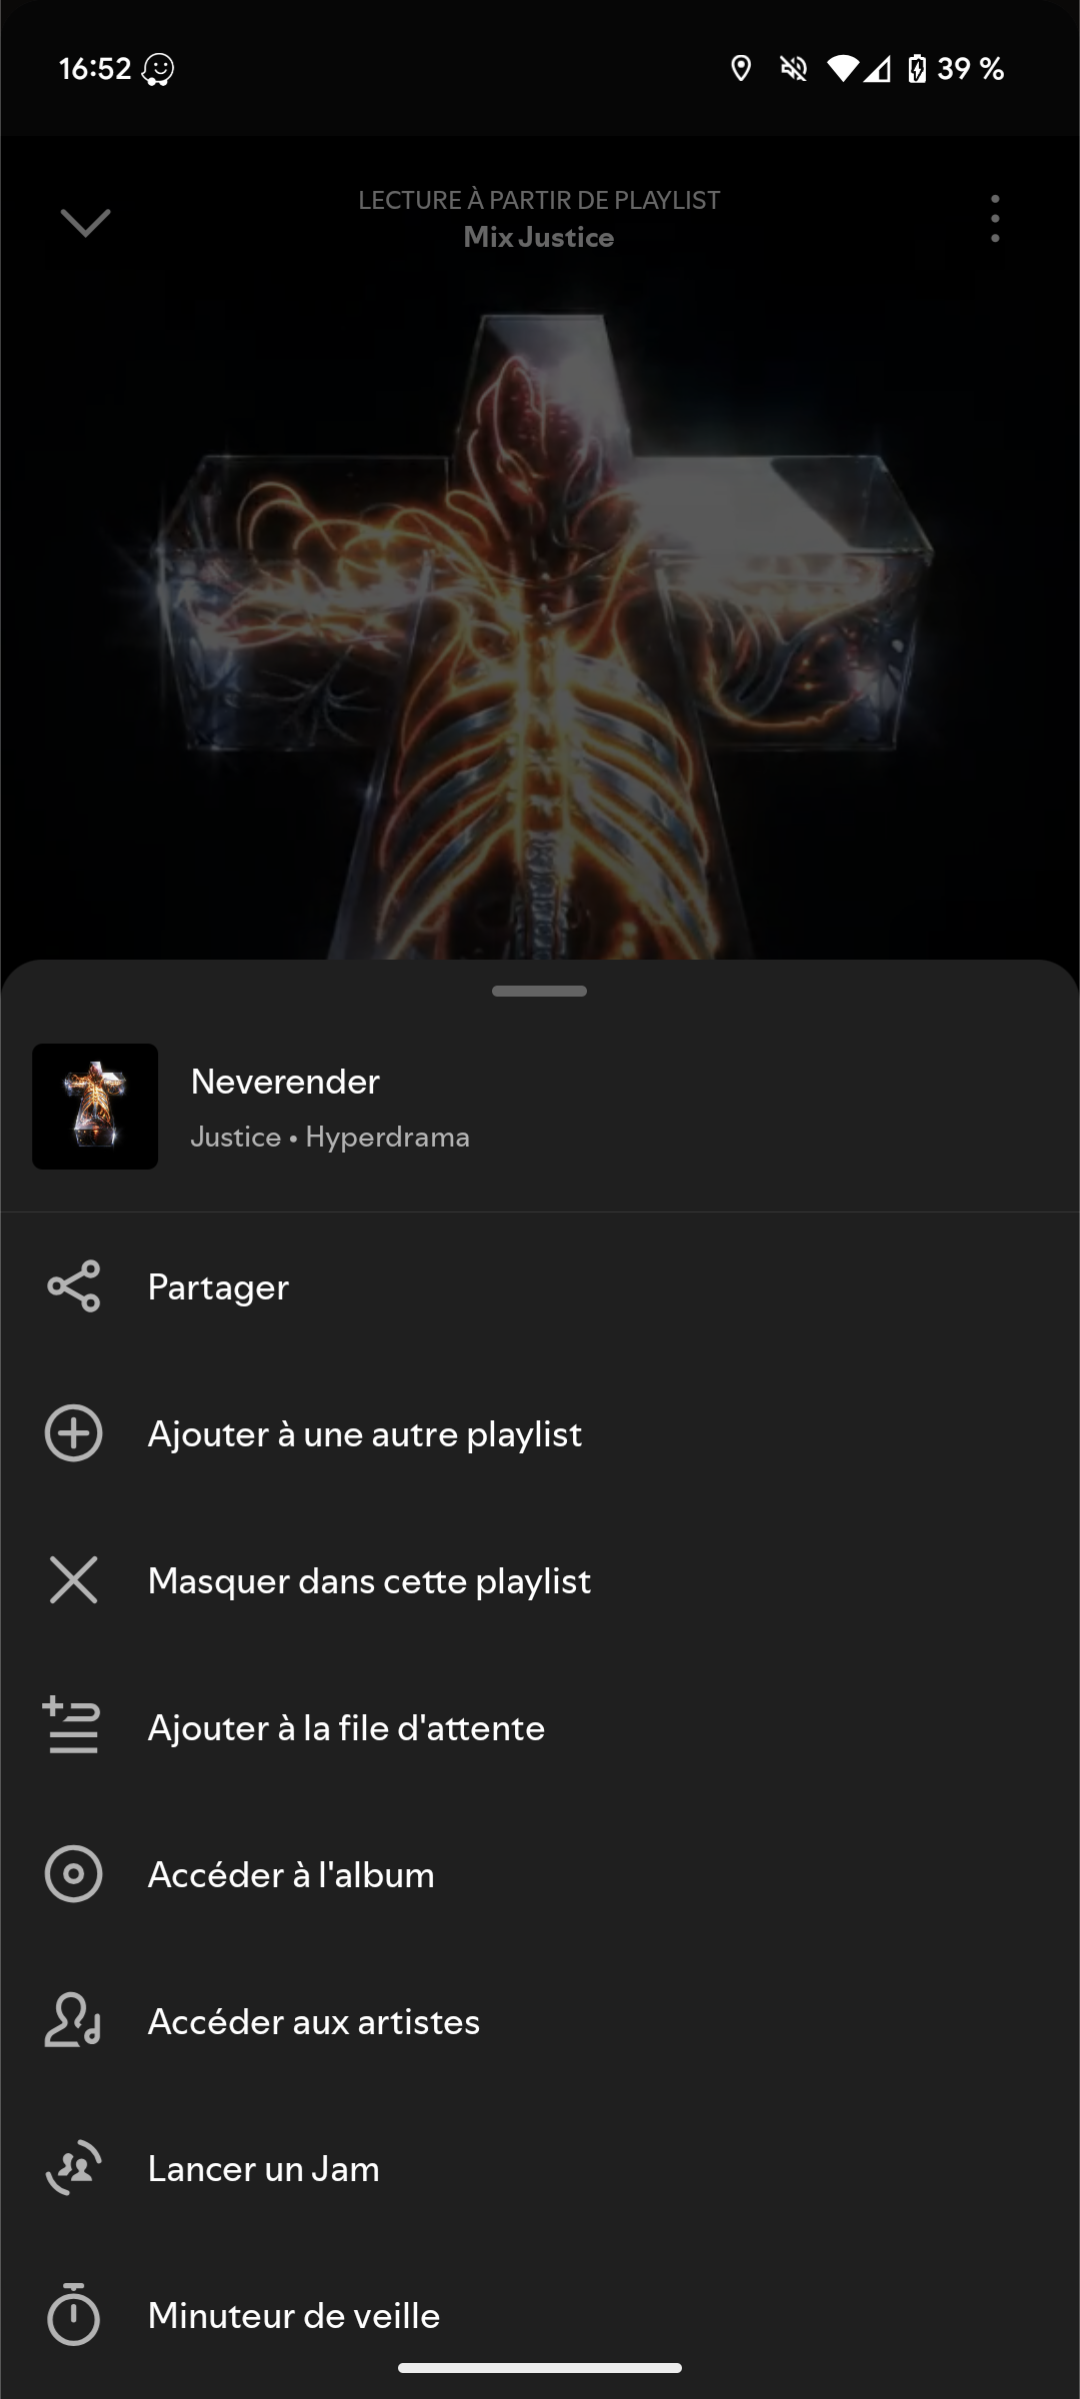 16:52
39 %
LECTURE À PARTIR DE PLAYLIST
Mix Justice
Neverender
Justice • Hyperdrama
Partager
Ajouter à une autre playlist
Masquer dans cette playlist
Ajouter à la file d'attente
Accéder à l'album
Accéder aux artistes
Lancer un Jam
Minuteur de veille